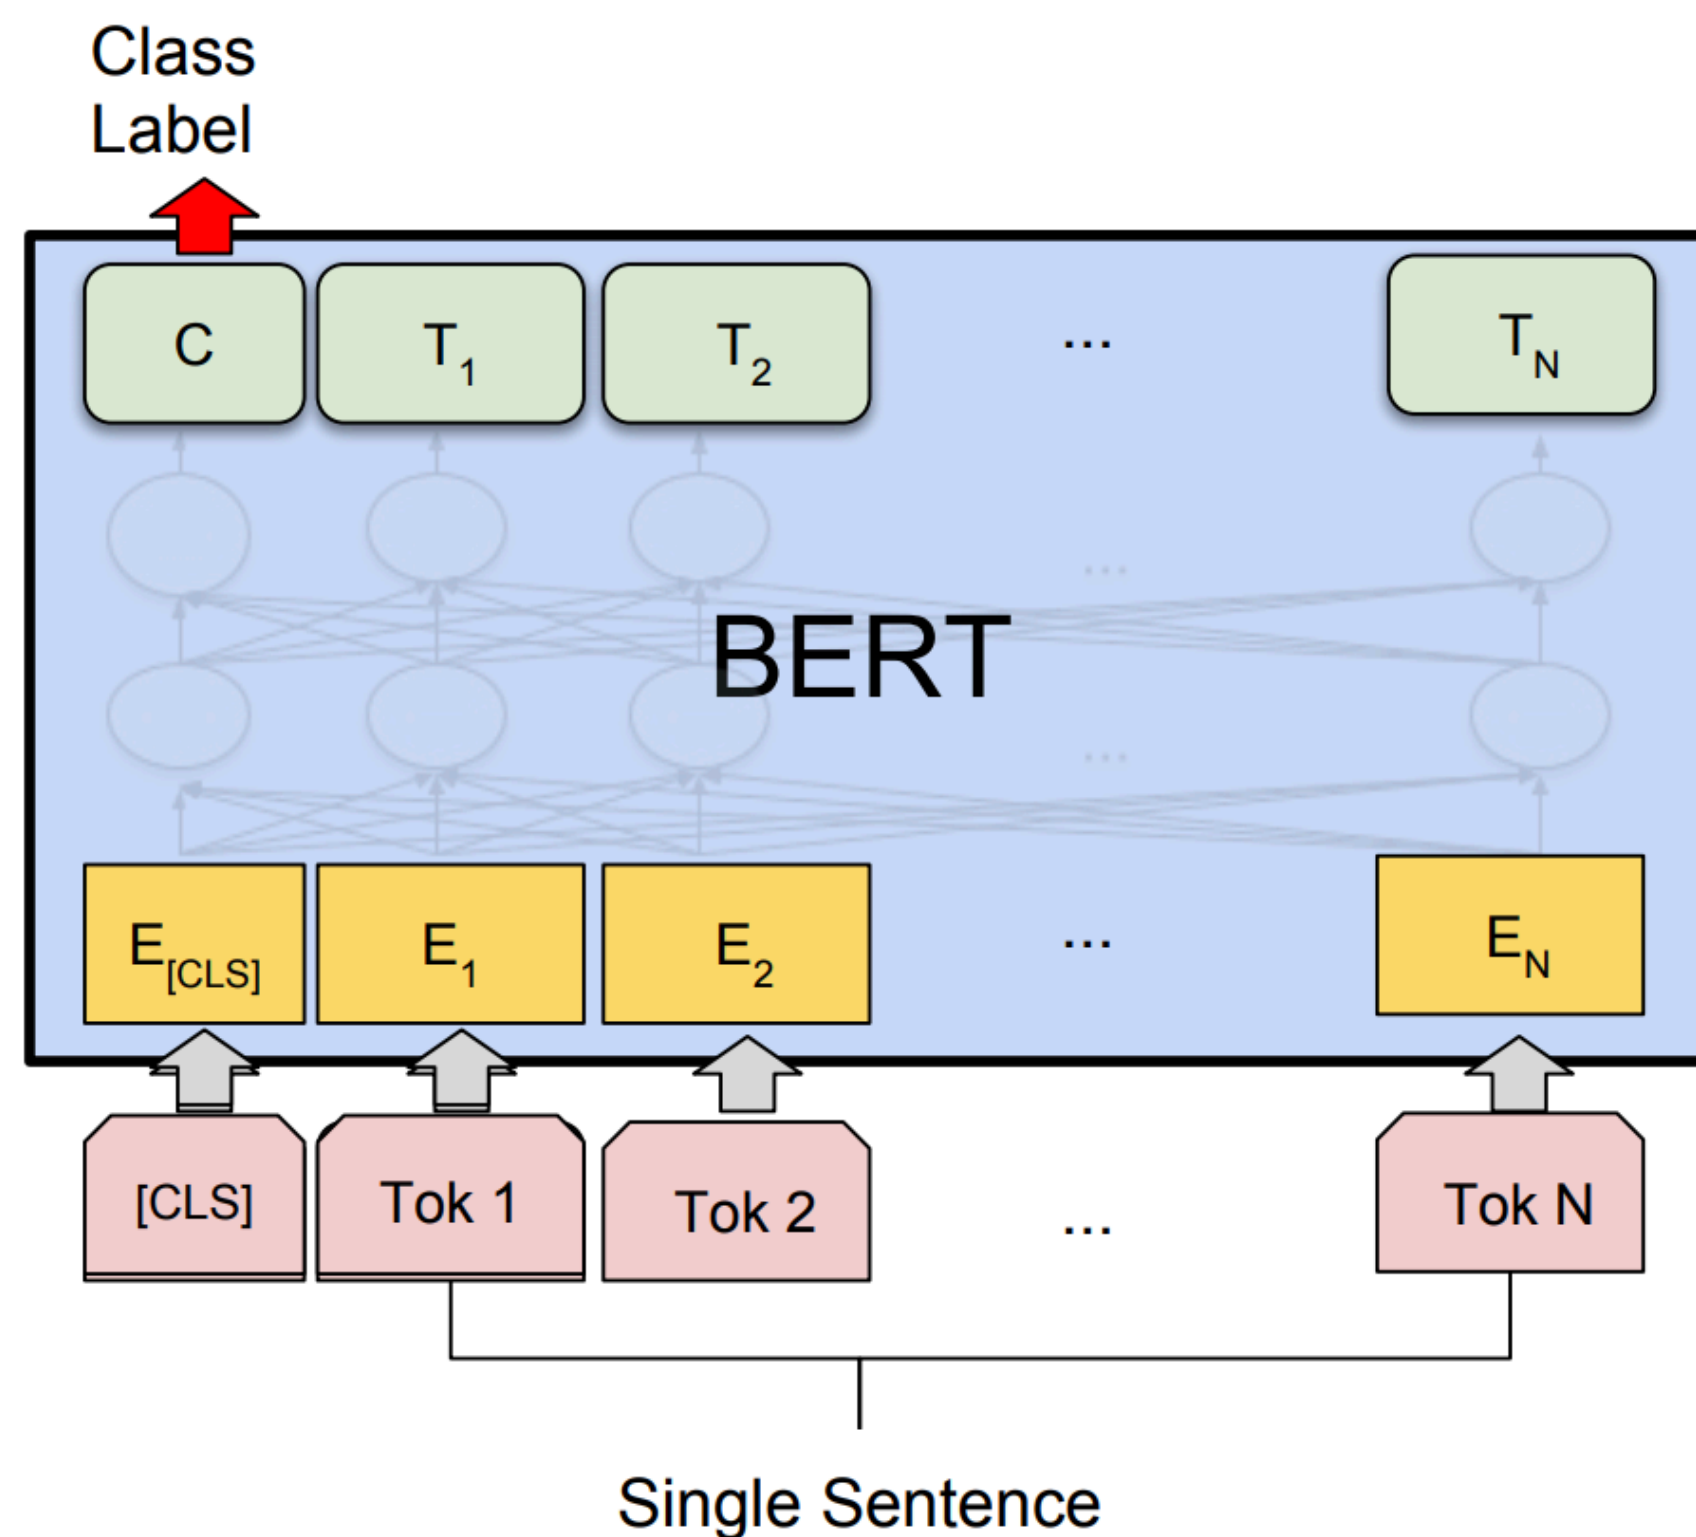 Class
Label
C T1 T2 ... TN
...
BERT
...
E[CLS] E1 E2 ... EN
[CLS] Tok 1 Tok 2 ... Tok N
Single Sentence